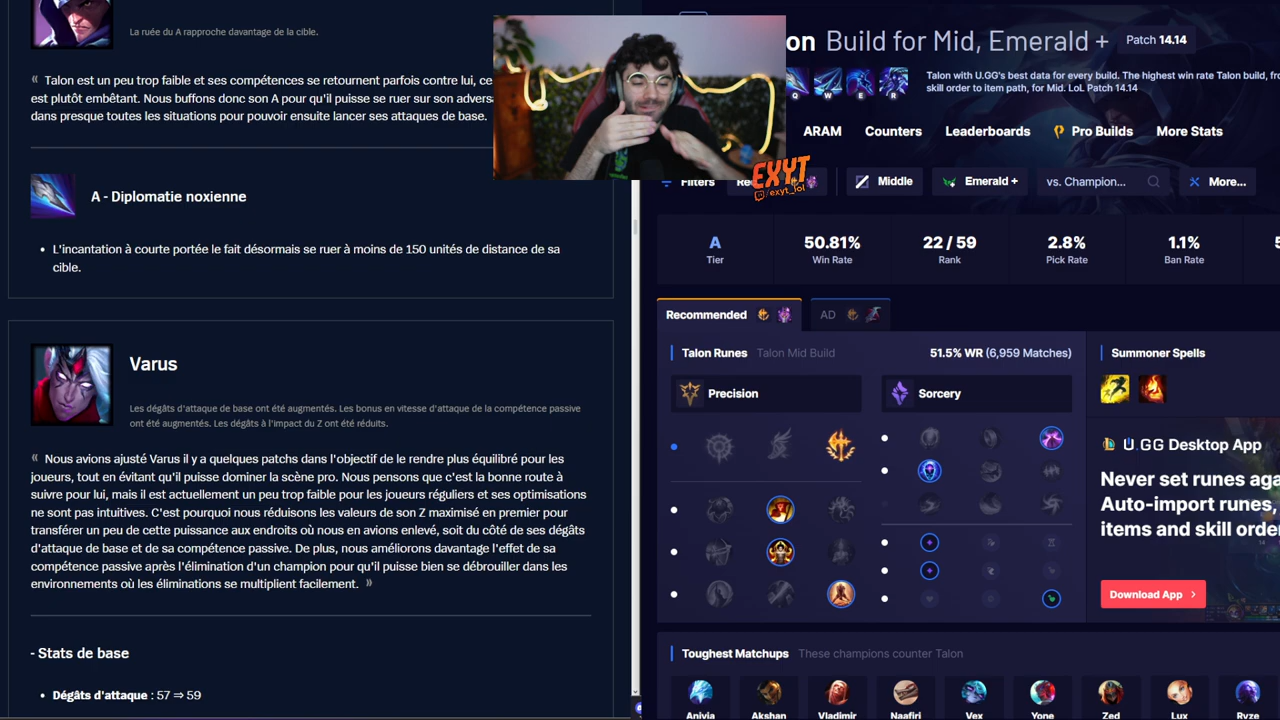 La ruée du A rapproche davantage de la cible.
« Talon est un peu trop faible et ses compétences se retournent parfois contre lui, ce
est plutôt embêtant. Nous buffons donc son A pour qu'il puisse se ruer sur son advers
dans presque toutes les situations pour pouvoir ensuite lancer ses attaques de base.
A - Diplomatie noxienne
• L'incantation à courte portée le fait désormais se ruer à moins de 150 unités de distance de sa
cible.
Varus
Les dégâts d'attaque de base ont été augmentés. Les bonus en vitesse d'attaque de la compétence passive
ont été augmentés. Les dégâts à l'impact du Z ont été réduits.
« Nous avions ajusté Varus il y a quelques patchs dans l'objectif de le rendre plus équilibré pour les
joueurs, tout en évitant qu'il puisse dominer la scène pro. Nous pensons que c'est la bonne route à
suivre pour lui, mais il est actuellement un peu trop faible pour les joueurs réguliers et ses optimisations
ne sont pas intuitives. C'est pourquoi nous réduisons les valeurs de son Z maximisé en premier pour
transférer un peu de cette puissance aux endroits où nous en avions enlevé, soit du côté de ses dégâts
d'attaque de base et de sa compétence passive. De plus, nous améliorons davantage l'effet de sa
compétence passive après l'élimination d'un champion pour qu'il puisse bien se débrouiller dans les
environnements où les éliminations se multiplient facilement. »
- Stats de base
• Dégâts d'attaque : 57 ⇒ 59
EXYT
/exyt_lol
on Build for Mid, Emerald +
Patch 14.14
Q W E R
Talon with U.GG's best data for every build. The highest win rate Talon build, fro
skill order to item path, for Mid. LoL Patch 14.14
ARAM Counters Leaderboards Pro Builds More Stats
Filters
Middle
Emerald +
vs. Champion...
More...
A
Tier
50.81%
Win Rate
22 / 59
Rank
2.8%
Pick Rate
1.1%
Ban Rate
Recommended
AD
Talon Runes Talon Mid Build
51.5% WR (6,959 Matches)
Precision
Sorcery
Summoner Spells
U.GG Desktop App
Never set runes aga
Auto-import runes,
items and skill orde
Download App >
Toughest Matchups These champions counter Talon
Anivia Akshan Vladimir Naafiri Vex Yone Zed Lux Ryze